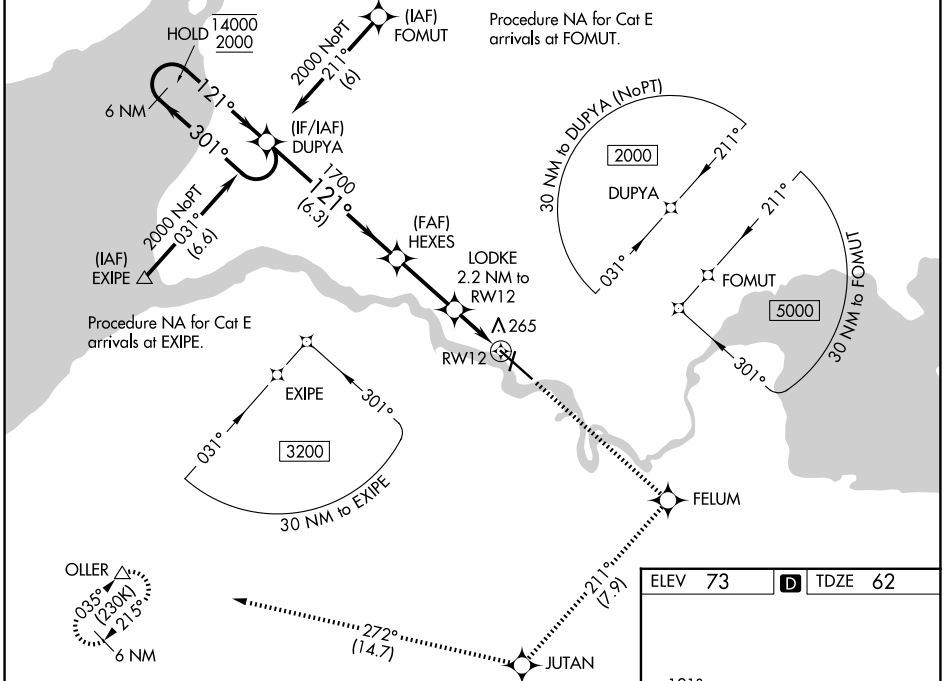 HOLD
14000
2000
(IAF)
FOMUT
Procedure NA for Cat E
arrivals at FOMUT.
2000 NoPT
211°
(6)
121°
6 NM
301°
(IF/IAF)
DUPYA
30 NM to DUPYA (NoPT)
2000
211°
DUPYA
031°
1700
121°
(6.3)
2000 NoPT
031°
(6.6)
(IAF)
EXIPE
(FAF)
HEXES
LODKE
2.2 NM to
RW12
265
RW12
211°
FOMUT
5000
301°
30 NM to FOMUT
Procedure NA for Cat E
arrivals at EXIPE.
EXIPE
301°
031°
3200
30 NM to EXIPE
FELUM
211°
(7.9)
OLLER
035°
(230K)
215°
6 NM
272°
(14.7)
JUTAN
ELEV 73
D
TDZE 62